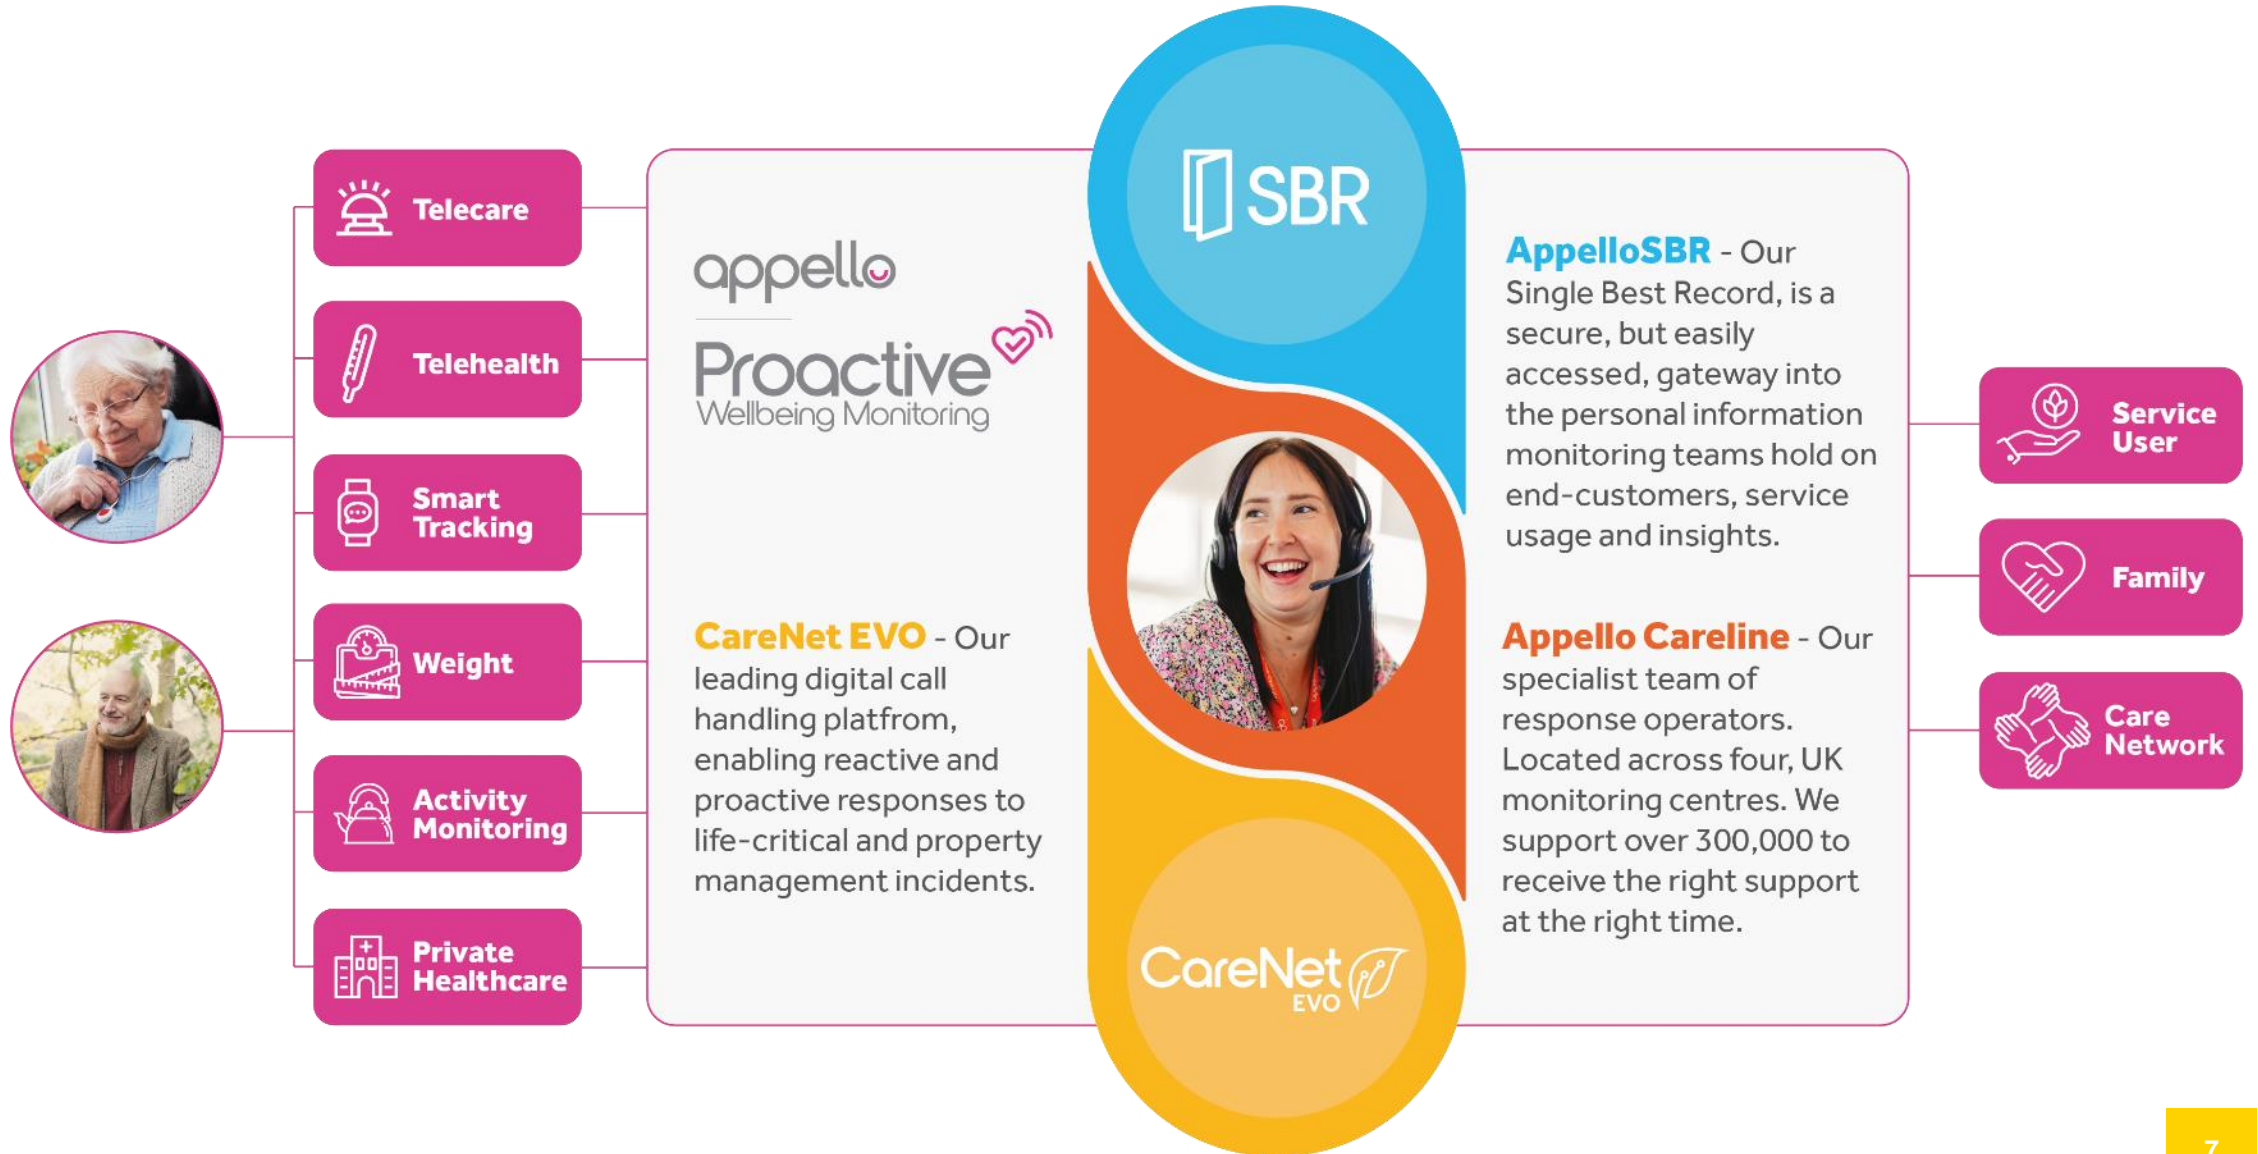 Telecare
Telehealth
Smart
Tracking
Weight
Activity
Monitoring
Private
Healthcare
appello
Proactive
Wellbeing Monitoring
CareNet EVO - Our
leading digital call
handling platfrom,
enabling reactive and
proactive responses to
life-critical and property
management incidents.
SBR
CareNet
EVO
AppelloSBR - Our
Single Best Record, is a
secure, but easily
accessed, gateway into
the personal information
monitoring teams hold on
end-customers, service
usage and insights.
Appello Careline - Our
specialist team of
response operators.
Located across four, UK
monitoring centres. We
support over 300,000 to
receive the right support
at the right time.
Service
User
Family
Care
Network
7